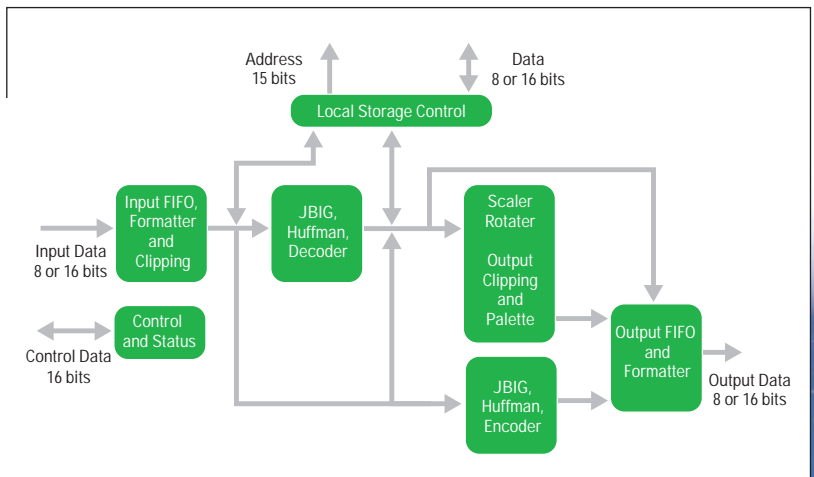 Address
15 bits
Data
8 or 16 bits
Local Storage Control
Input FIFO,
Formatter
and
Clipping
JBIG,
Huffman,
Decoder
Scaler
Rotater
Output
Clipping
and
Palette
Input Data
8 or 16 bits
Control
and Status
Control Data
16 bits
JBIG,
Huffman,
Encoder
Output FIFO
and
Formatter
Output Data
8 or 16 bits